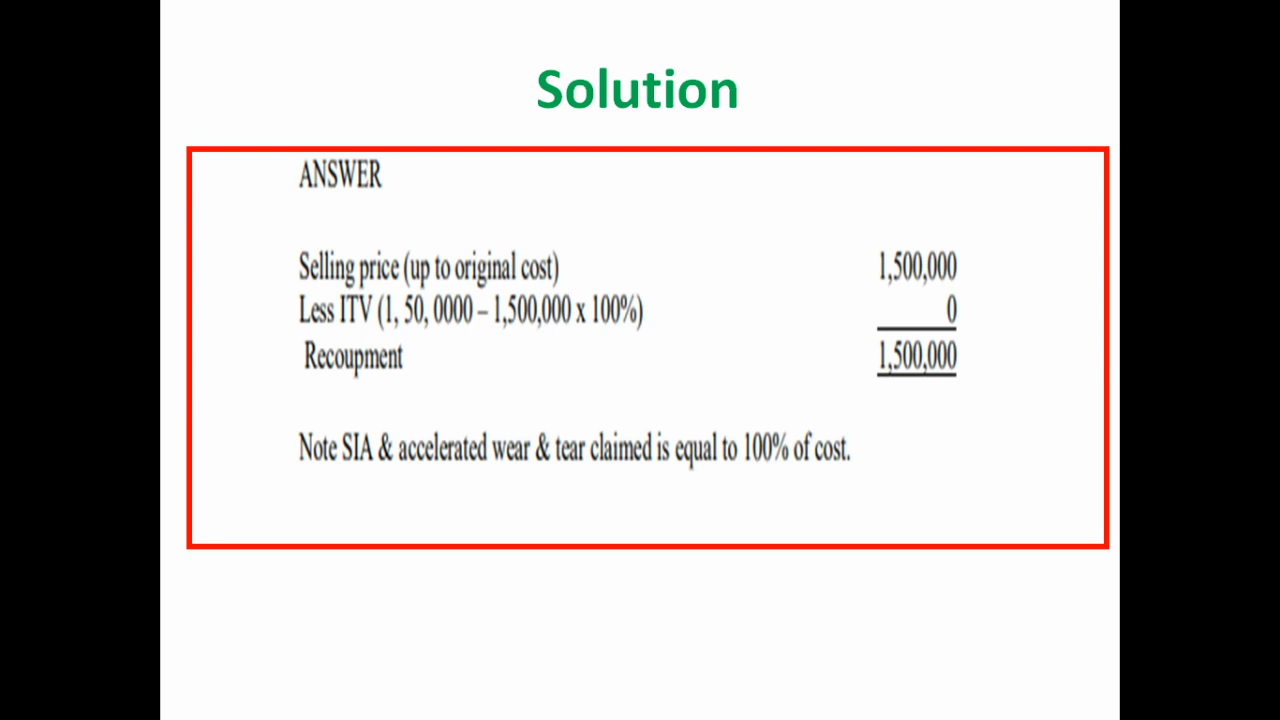 Solution
ANSWER
Selling price (up to original cost) 1,500,000
Less ITV (1, 50, 0000 – 1,500,000 x 100%) 0
Recoupment 1,500,000
Note SIA & accelerated wear & tear claimed is equal to 100% of cost.